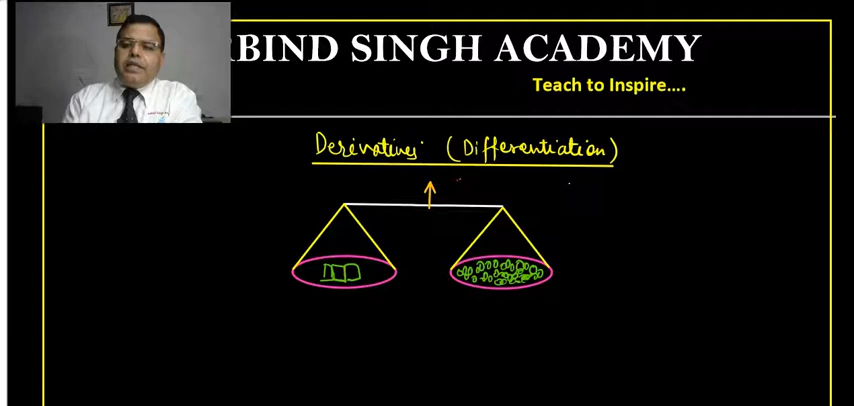 RBIND SINGH ACADEMY
Teach to Inspire....
Derivatives (Differentiation)